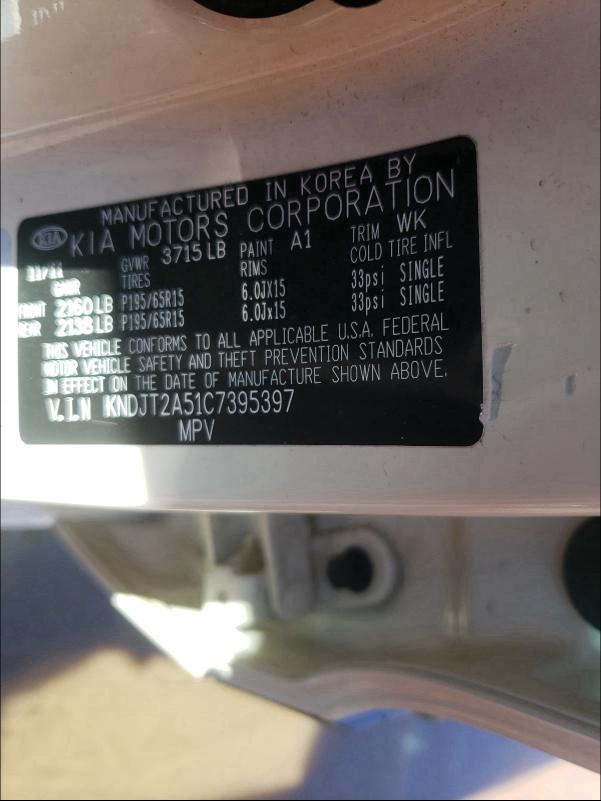 MANUFACTURED IN KOREA BY
KIA KIA MOTORS CORPORATION
11/11 GVWR 3715 LB PAINT A1 TRIM WK
GAWR TIRES RIMS COLD TIRE INFL
FRONT 2160 LB P195/65R15 6.0JX15 33psi SINGLE
REAR 2138 LB P195/65R15 6.0Jx15 33psi SINGLE
THIS VEHICLE CONFORMS TO ALL APPLICABLE U.S.A. FEDERAL
MOTOR VEHICLE SAFETY AND THEFT PREVENTION STANDARDS
IN EFFECT ON THE DATE OF MANUFACTURE SHOWN ABOVE.
V.I.N KNDJT2A51C7395397
MPV